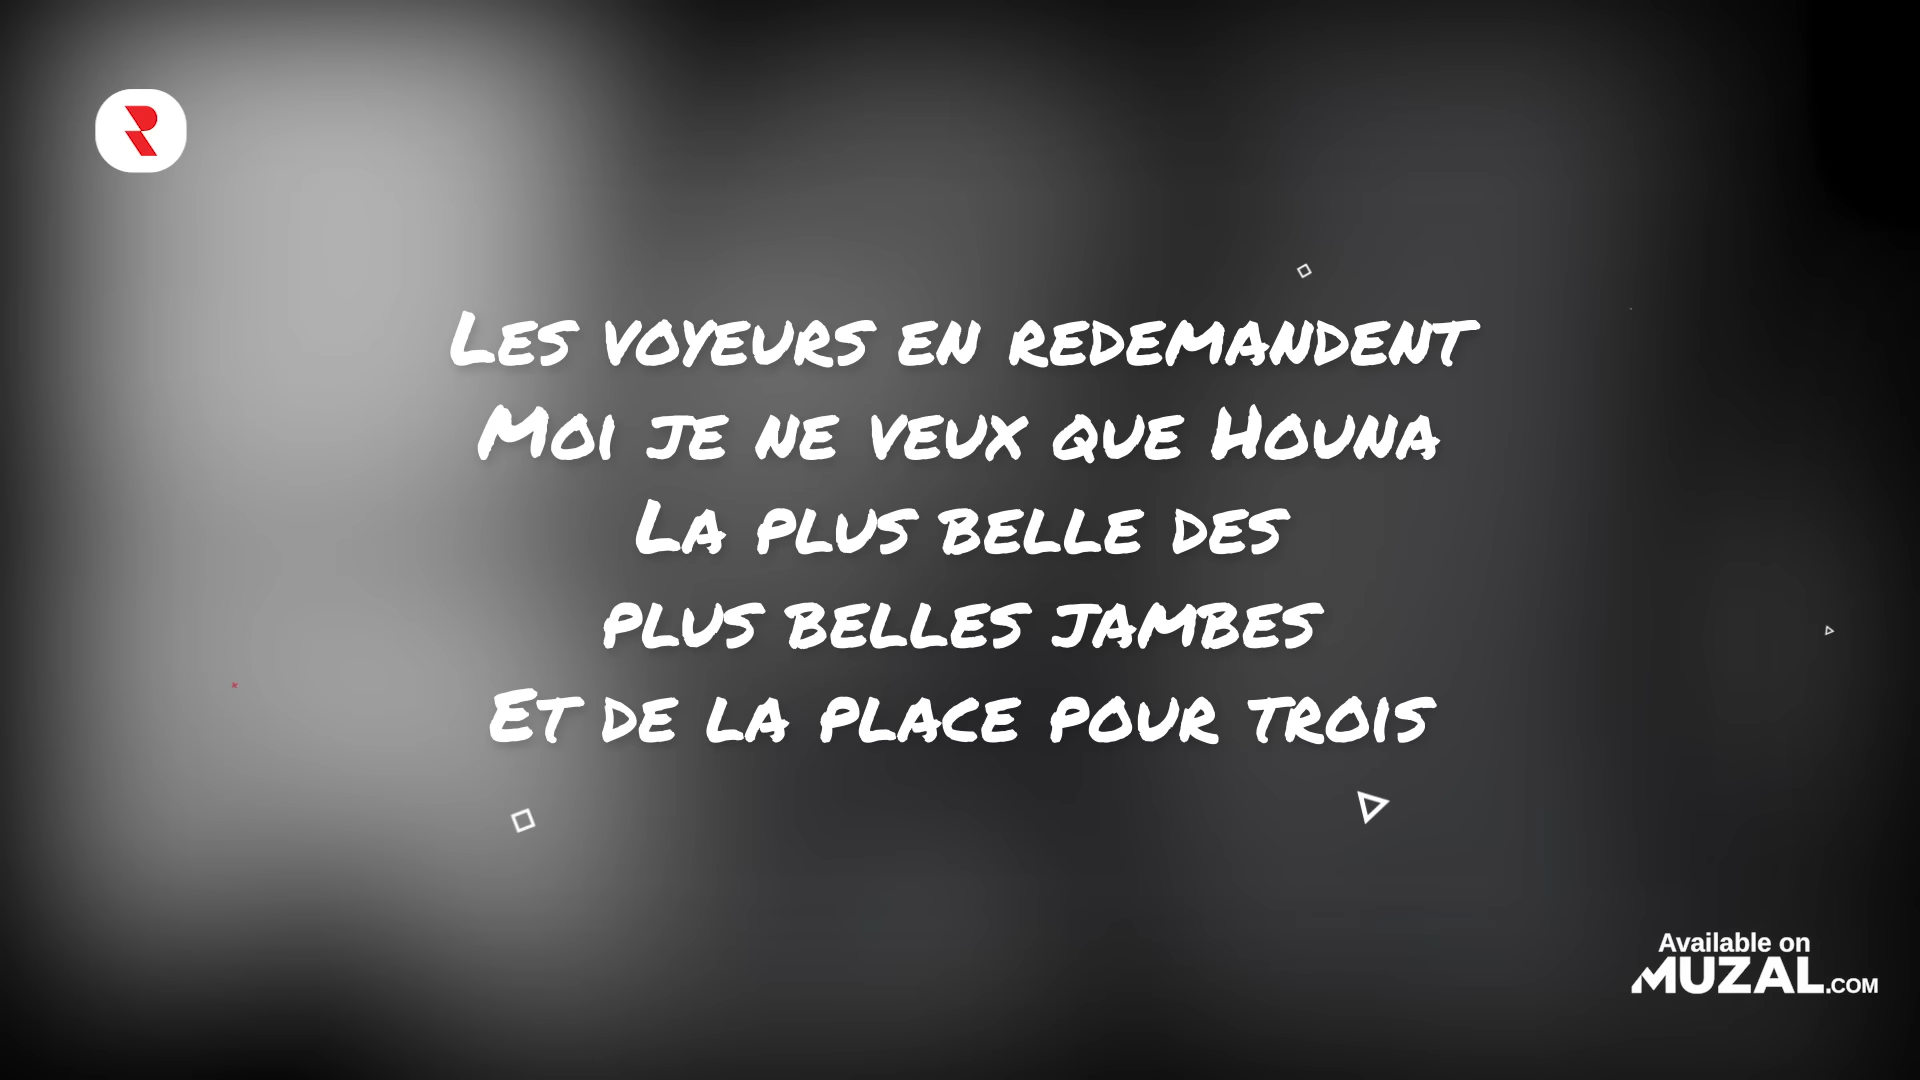 Les voyeurs en redemandent
Moi je ne veux que Houna
La plus belle des
plus belles jambes
Et de la place pour trois
Available on
MUZAL.COM